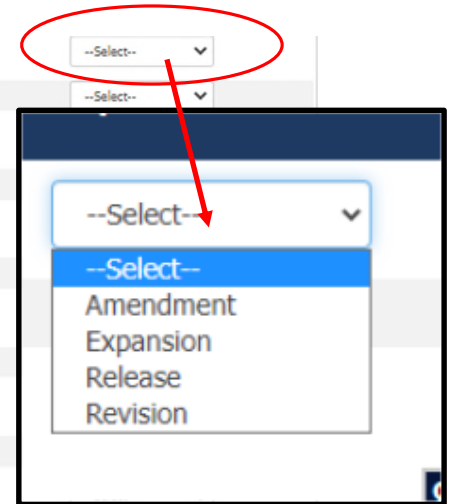 --Select--
--Select--
--Select--
--Select--
Amendment
Expansion
Release
Revision